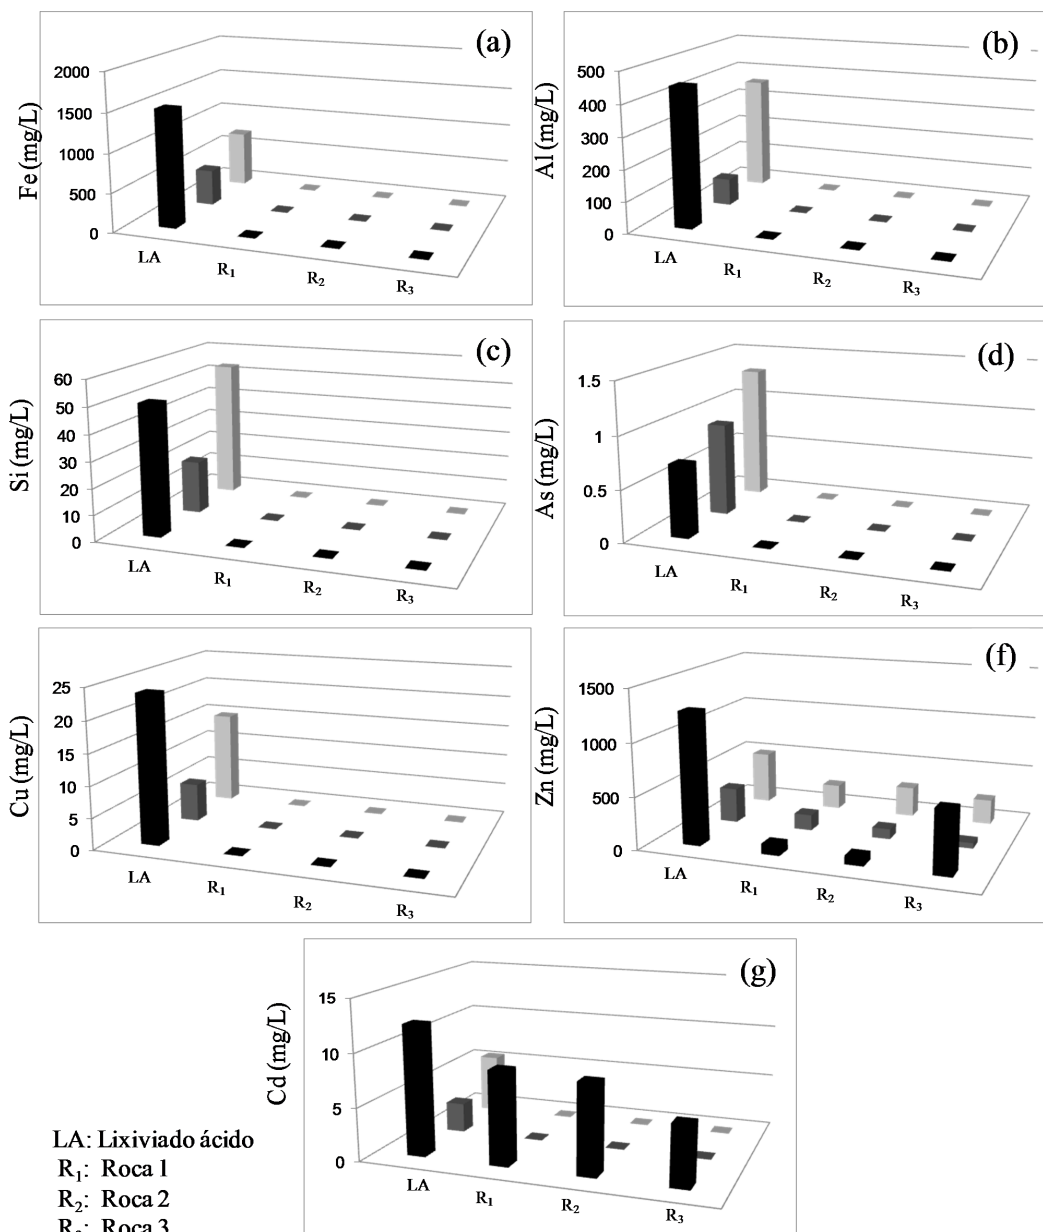 (a)
Fe (mg/L)
2000
1500
1000
500
0
LA
R₁
R₂
R₃
(b)
Al (mg/L)
500
400
300
200
100
0
LA
R₁
R₂
R₃
(c)
Si (mg/L)
60
50
40
30
20
10
0
LA
R₁
R₂
R₃
(d)
As (mg/L)
1.5
1
0.5
0
LA
R₁
R₂
R₃
Cu (mg/L)
25
20
15
10
5
0
LA
R₁
R₂
R₃
(f)
Zn (mg/L)
1500
1000
500
0
LA
R₁
R₂
R₃
(g)
Cd (mg/L)
15
10
5
0
LA
R₁
R₂
R₃
LA: Lixiviado ácido
R₁: Roca 1
R₂: Roca 2
R₃: Roca 3